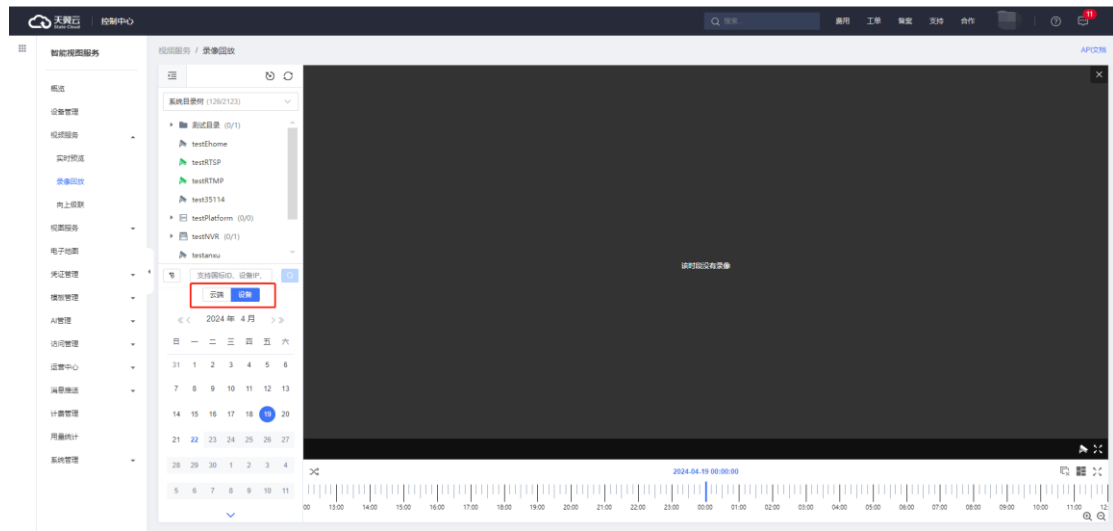 天翼云 State Cloud 控制中心 搜索... 费用 工单 备案 支持 合作 11
智能视图服务
视频服务 / 录像回放 API文档
概览
设备管理
视频服务
实时预览
录像回放
向上级联
视图服务
电子地图
凭证管理
模板管理
AI管理
访问管理
运营中心
消息推送
计费管理
用量统计
系统管理
系统目录树 (126/2123)
测试目录 (0/1)
testEhome
testRTSP
testRTMP
test35114
testPlatform (0/0)
testNVR (0/1)
testanxu
支持国标ID、设备IP、
云端 设备
2024 年 4 月
日 一 二 三 四 五 六
31 1 2 3 4 5 6
7 8 9 10 11 12 13
14 15 16 17 18 19 20
21 22 23 24 25 26 27
28 29 30 1 2 3 4
5 6 7 8 9 10 11
该时段没有录像
2024-04-19 00:00:00
00 13:00 14:00 15:00 16:00 17:00 18:00 19:00 20:00 21:00 22:00 23:00 00:00 01:00 02:00 03:00 04:00 05:00 06:00 07:00 08:00 09:00 10:00 11:00 12